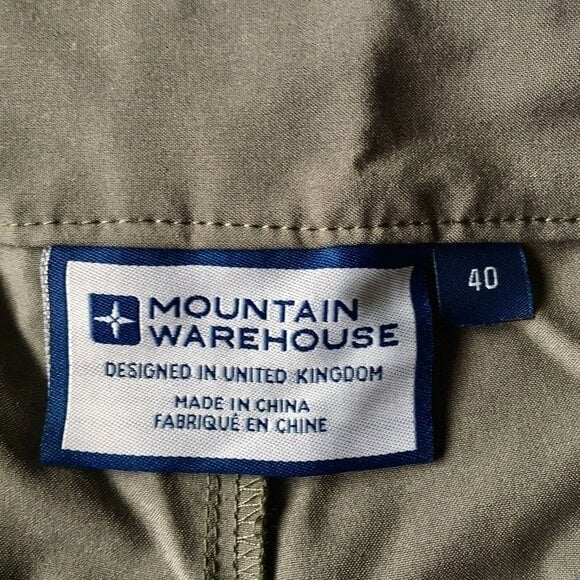 MOUNTAIN
WAREHOUSE
DESIGNED IN UNITED KINGDOM
MADE IN CHINA
FABRIQUÉ EN CHINE
40